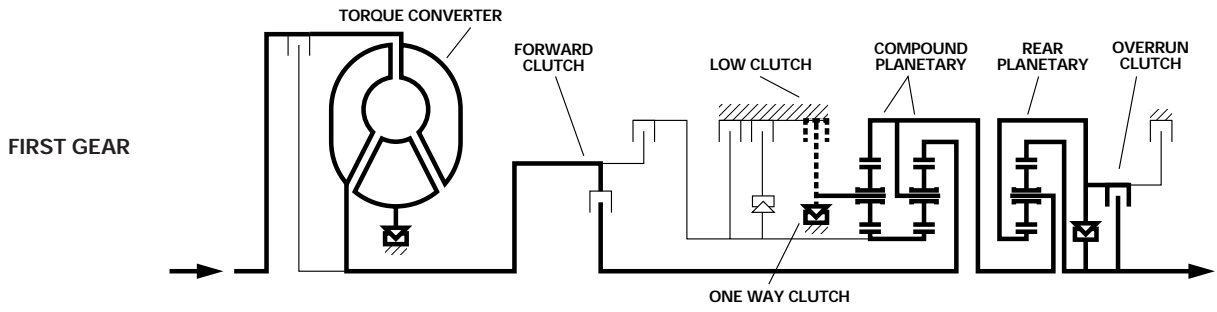 TORQUE CONVERTER
FORWARD
CLUTCH
LOW CLUTCH
COMPOUND
PLANETARY
REAR
PLANETARY
OVERRUN
CLUTCH
FIRST GEAR
ONE WAY CLUTCH